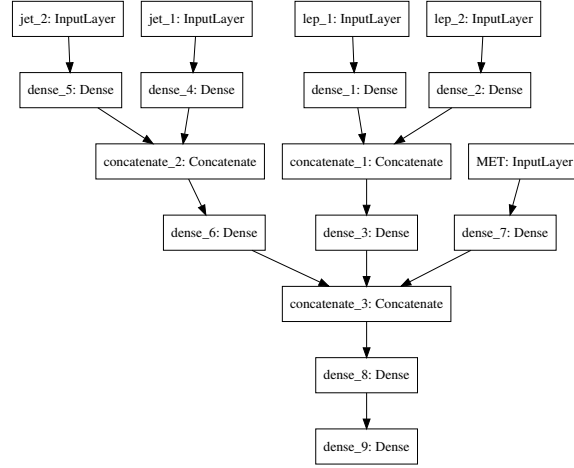 jet_2: InputLayer
jet_1: InputLayer
lep_1: InputLayer
lep_2: InputLayer
dense_5: Dense
dense_4: Dense
dense_1: Dense
dense_2: Dense
concatenate_2: Concatenate
concatenate_1: Concatenate
MET: InputLayer
dense_6: Dense
dense_3: Dense
dense_7: Dense
concatenate_3: Concatenate
dense_8: Dense
dense_9: Dense